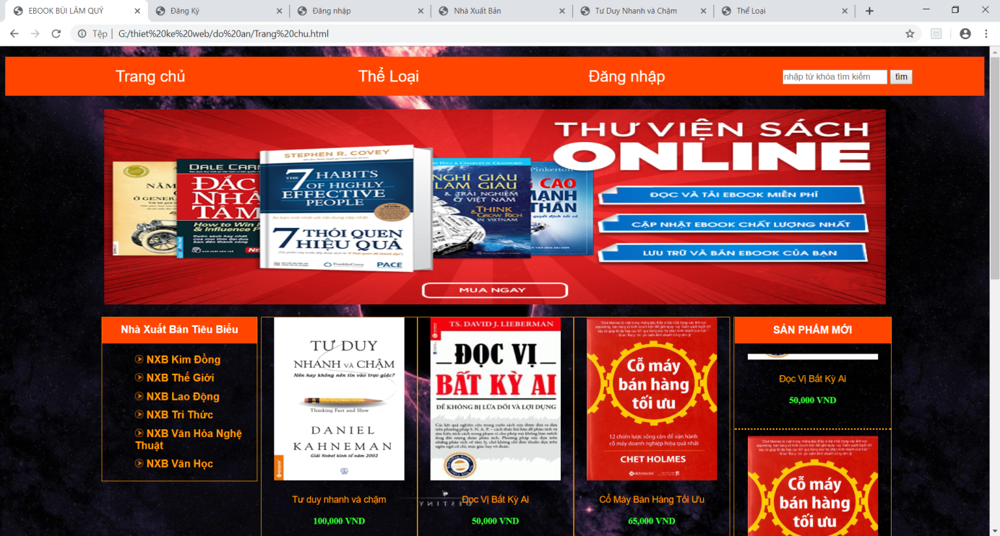 EBOOK BÙI LÂM QUÝ
Đăng Ký
Đăng nhập
Nhà Xuất Bản
Tư Duy Nhanh và Chậm
Thể Loại
Tệp
G:/thiet%20ke%20web/do%20an/Trang%20chu.html
Trang chủ
Thể Loại
Đăng nhập
nhập từ khóa tìm kiếm
tìm
THƯ VIỆN SÁCH
ONLINE
ĐỌC VÀ TẢI EBOOK MIỄN PHÍ
CẬP NHẬT EBOOK CHẤT LƯỢNG NHẤT
LƯU TRỮ VÀ BÁN EBOOK CỦA BẠN
MUA NGAY
DALE CARN
ĐẮC
NHÂ
TÂM
How to Win
& Influence P
STEPHEN R. COVEY
THE 7 HABITS
OF HIGHLY
EFFECTIVE
PEOPLE
7 THÓI QUEN
HIỆU QUẢ
FranklinCovey
PACE
NGHĨ GIÀU
LÀM GIÀU
& TRẢI NGHIỆM
Ở VIỆT NAM
THINK
& GROW RICH
IN VIETNAM
Pinkerton
CAO
MẠNH
THẦN
Nhà Xuất Bản Tiêu Biểu
NXB Kim Đồng
NXB Thế Giới
NXB Lao Động
NXB Tri Thức
NXB Văn Hóa Nghệ
Thuật
NXB Văn Học
TƯ DUY
NHANH VÀ CHẬM
Nên hay không nên tin vào trực giác?
Thinking Fast and Slow
DANIEL
KAHNEMAN
Giải Nobel kinh tế năm 2002
Tư duy nhanh và chậm
100,000 VND
TS. DAVID J. LIEBERMAN
ĐỌC VỊ
BẤT KỲ AI
ĐỂ KHÔNG BỊ LỪA DỐI VÀ LỢI DỤNG
Đọc Vị Bất Kỳ Ai
50,000 VND
DESTINY
Cỗ máy
bán hàng
tối ưu
12 chiến lược sống còn để vận hành
cỗ máy doanh nghiệp hiệu quả nhất
CHET HOLMES
alphabooks
Cỗ Máy Bán Hàng Tối Ưu
65,000 VND
SẢN PHẨM MỚI
Đọc Vị Bất Kỳ Ai
50,000 VND
Cỗ máy
bán hàng
tối ưu